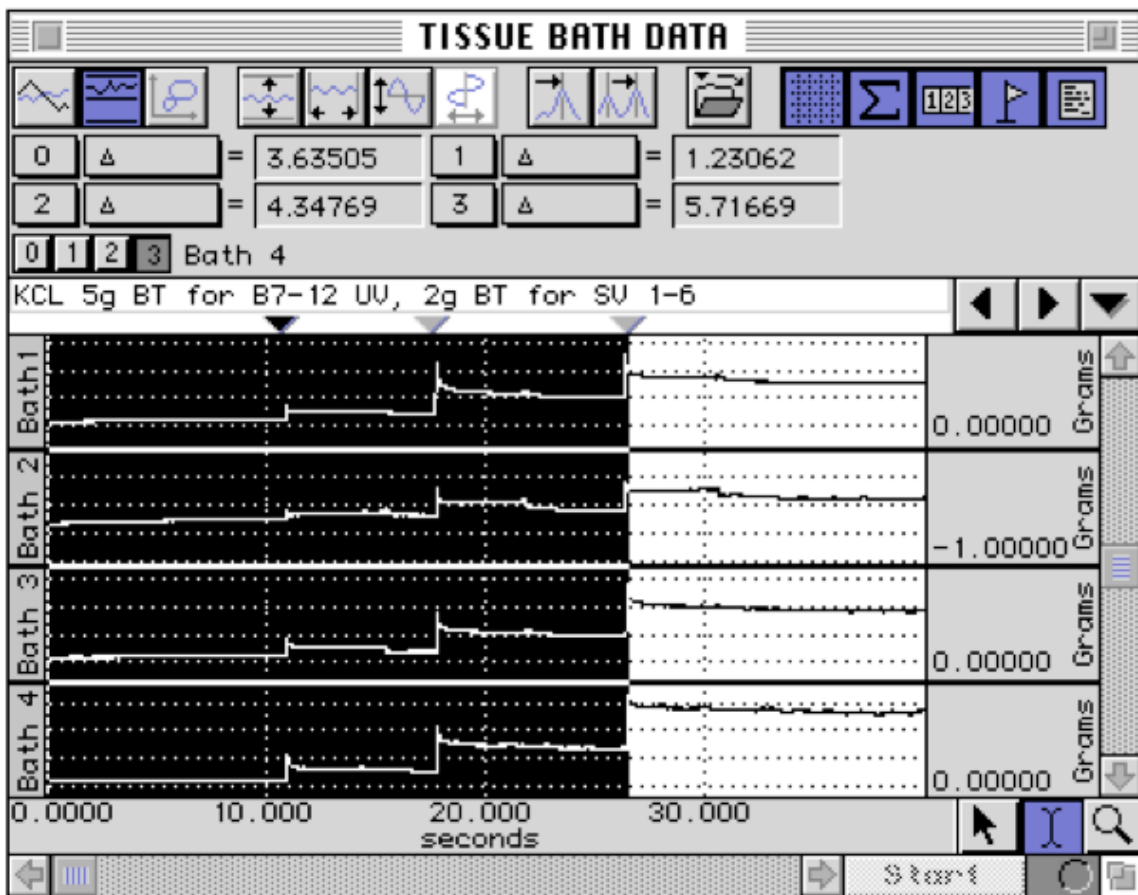 TISSUE BATH DATA
Σ 123
0 Δ = 3.63505 1 Δ = 1.23062
2 Δ = 4.34769 3 Δ = 5.71669
0 1 2 3 Bath 4
KCL 5g BT for B7-12 UV, 2g BT for SV 1-6
Bath1 0.00000 Grams
Bath 2 -1.00000 Grams
Bath 3 0.00000 Grams
Bath 4 0.00000 Grams
0.0000 10.000 20.000 30.000
seconds
Start